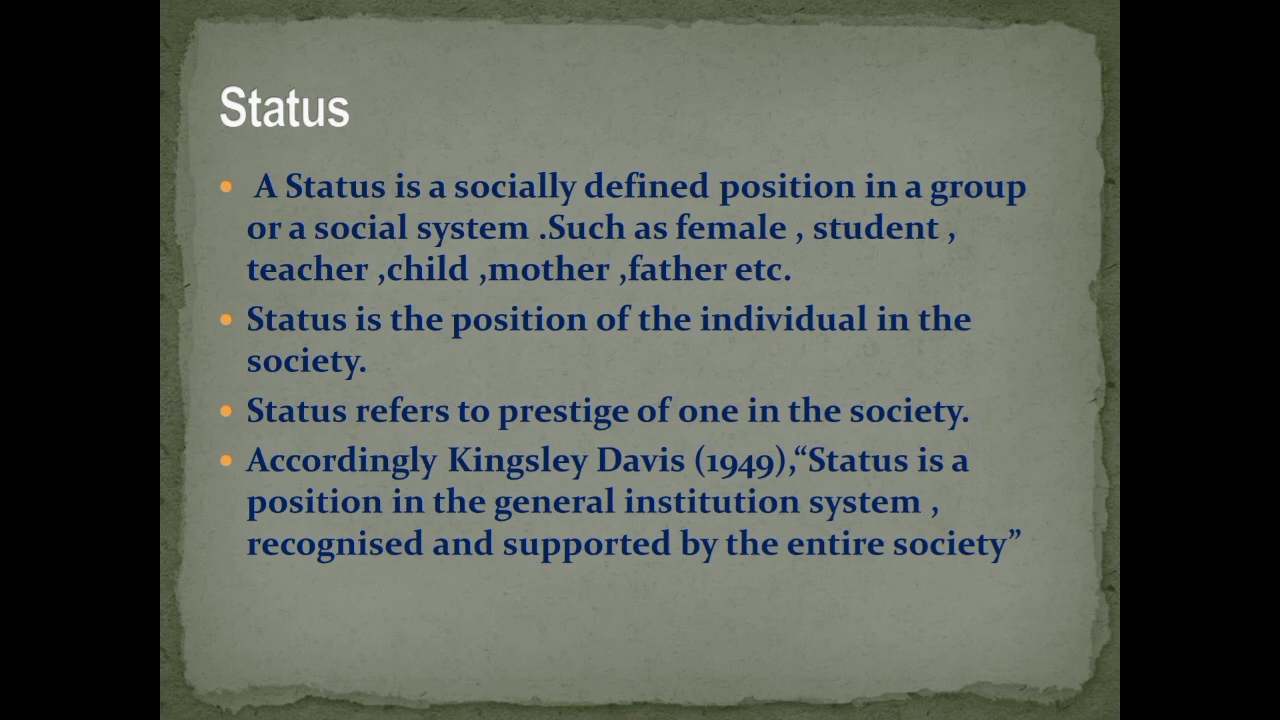 Status
A Status is a socially defined position in a group
or a social system .Such as female , student ,
teacher ,child ,mother ,father etc.
Status is the position of the individual in the
society.
Status refers to prestige of one in the society.
Accordingly Kingsley Davis (1949),“Status is a
position in the general institution system ,
recognised and supported by the entire society”